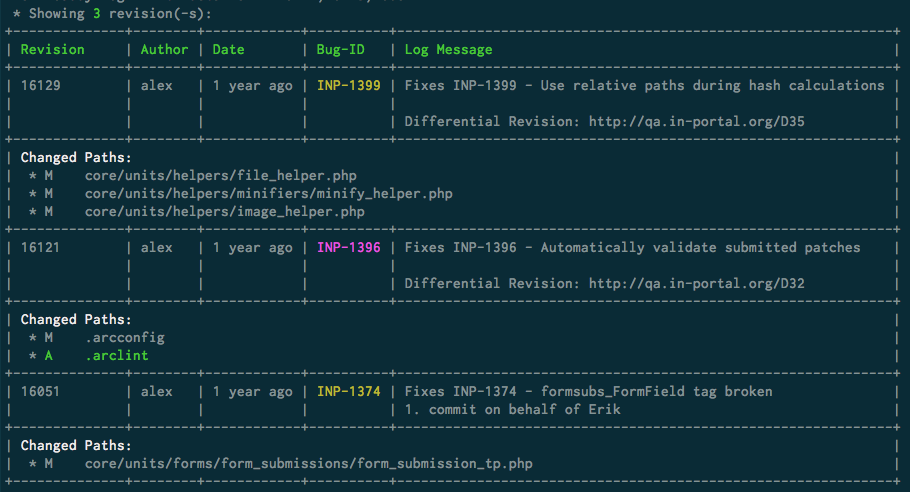 * Showing 3 revision(-s):
Revision | Author | Date | Bug-ID | Log Message
16129 | alex | 1 year ago | INP-1399 | Fixes INP-1399 - Use relative paths during hash calculations
Differential Revision: http://qa.in-portal.org/D35
Changed Paths:
* M    core/units/helpers/file_helper.php
* M    core/units/helpers/minifiers/minify_helper.php
* M    core/units/helpers/image_helper.php
16121 | alex | 1 year ago | INP-1396 | Fixes INP-1396 - Automatically validate submitted patches
Differential Revision: http://qa.in-portal.org/D32
Changed Paths:
* M    .arcconfig
* A    .arclint
16051 | alex | 1 year ago | INP-1374 | Fixes INP-1374 - formsubs_FormField tag broken
1. commit on behalf of Erik
Changed Paths:
* M    core/units/forms/form_submissions/form_submission_tp.php